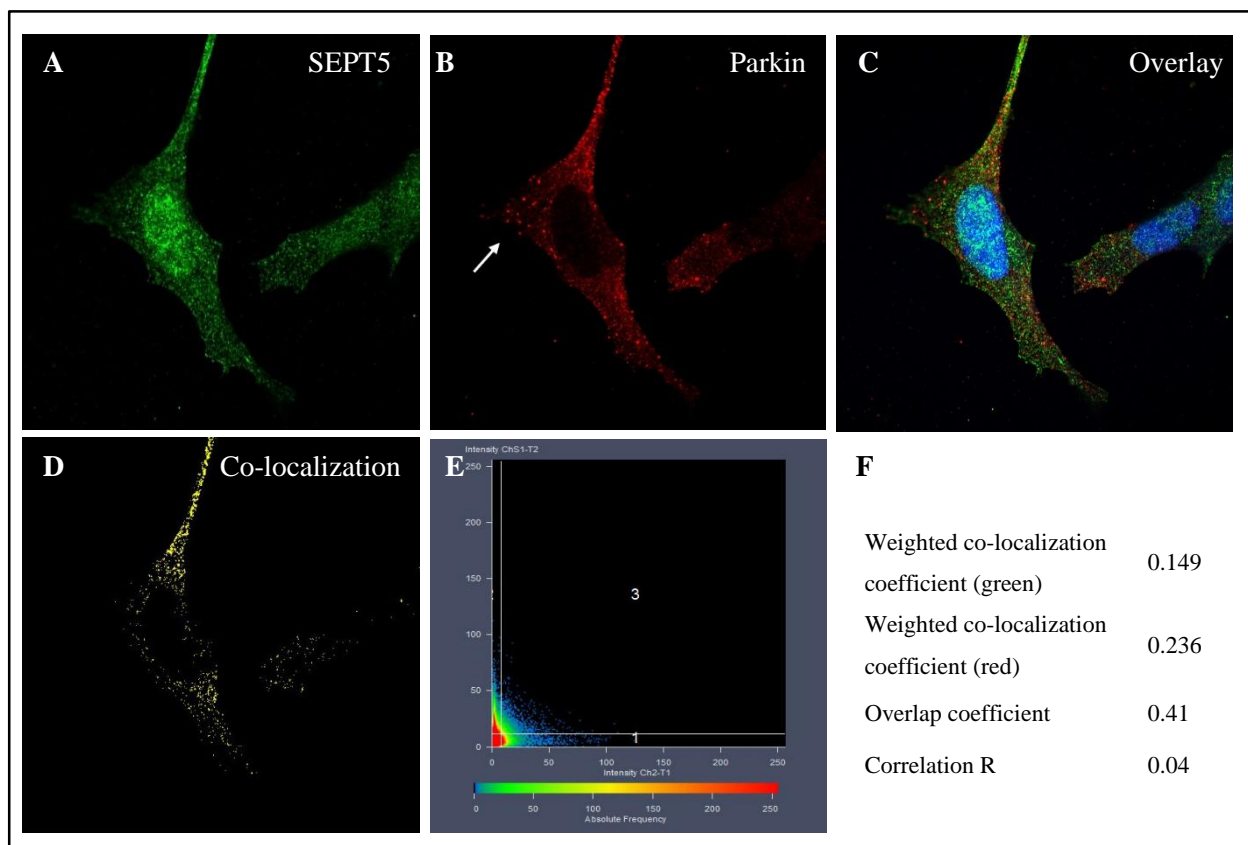 A SEPT5
B Parkin
C Overlay
D Co-localization
E
Intensity ChS1-T2
250
200
150
100
50
0
3
1
0 50 100 150 200 250
Intensity Ch2-T1
0 50 100 150 200 250
Absolute Frequency
F
Weighted co-localization
coefficient (green) 0.149
Weighted co-localization
coefficient (red) 0.236
Overlap coefficient 0.41
Correlation R 0.04